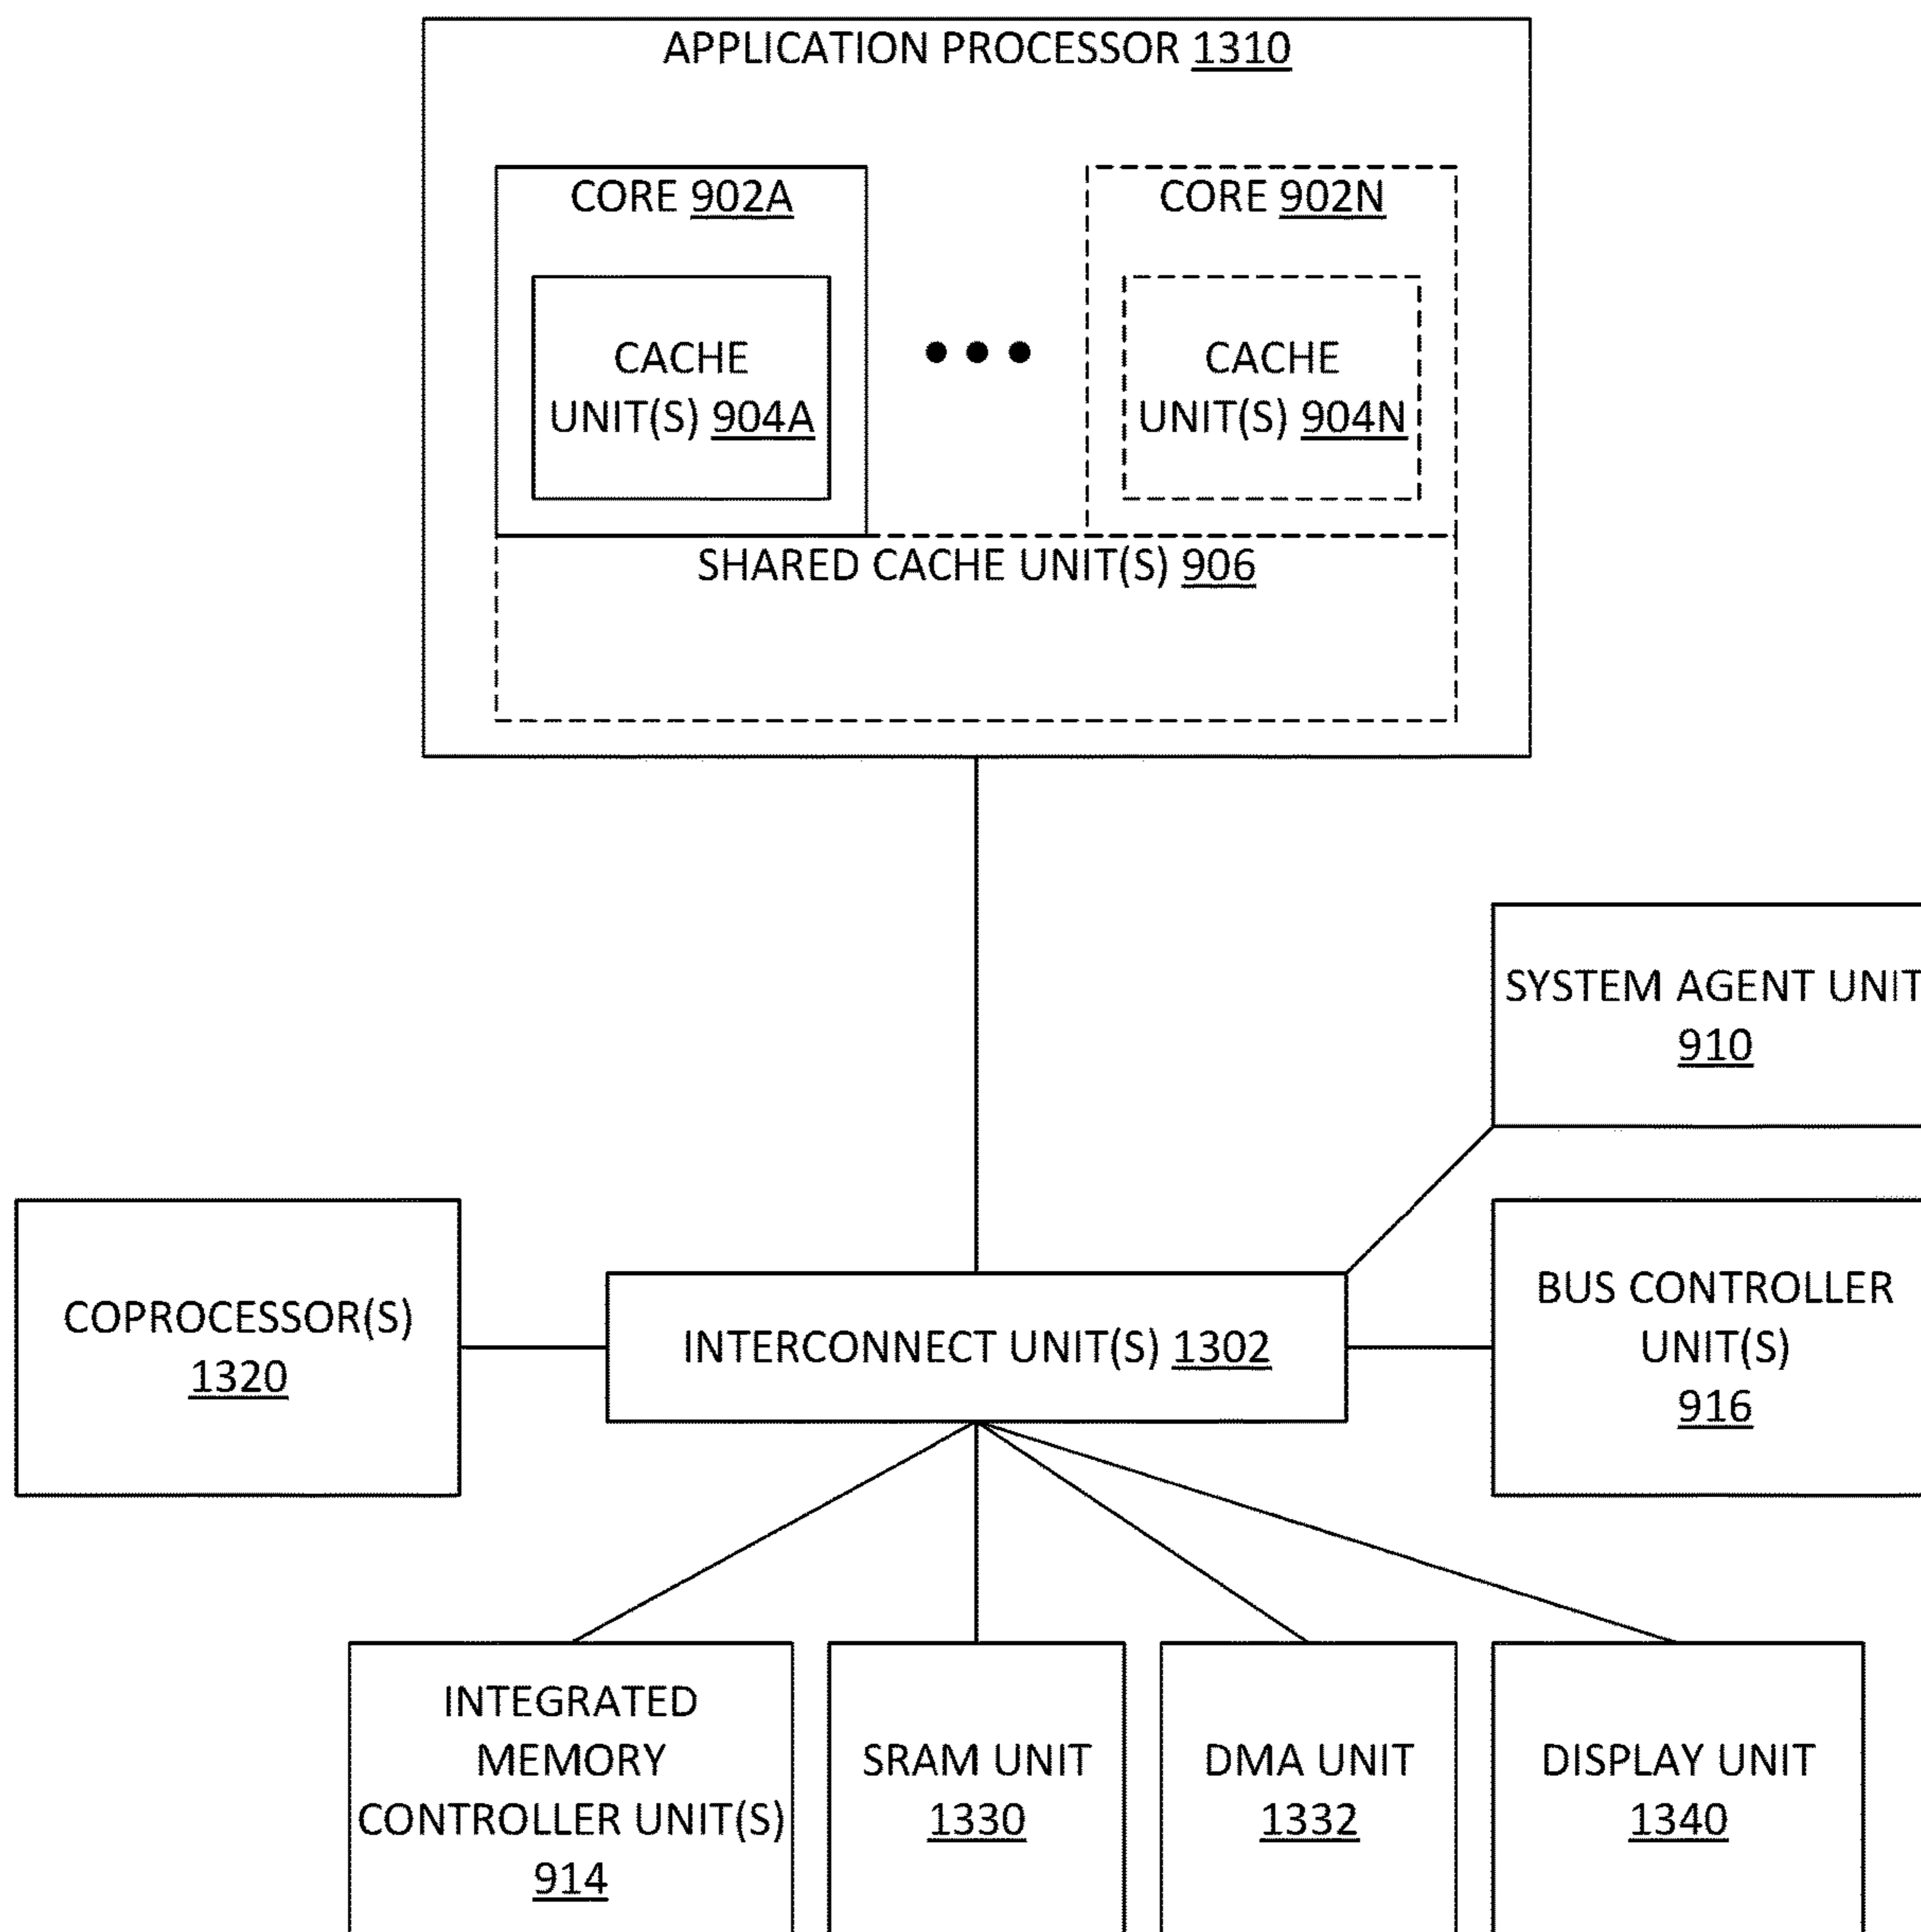 APPLICATION PROCESSOR 1310
CORE 902A
CACHE
UNIT(S) 904A
CORE 902N
CACHE
UNIT(S) 904N
SHARED CACHE UNIT(S) 906
SYSTEM AGENT UNIT
910
COPROCESSOR(S)
1320
INTERCONNECT UNIT(S) 1302
BUS CONTROLLER
UNIT(S)
916
INTEGRATED
MEMORY
CONTROLLER UNIT(S)
914
SRAM UNIT
1330
DMA UNIT
1332
DISPLAY UNIT
1340